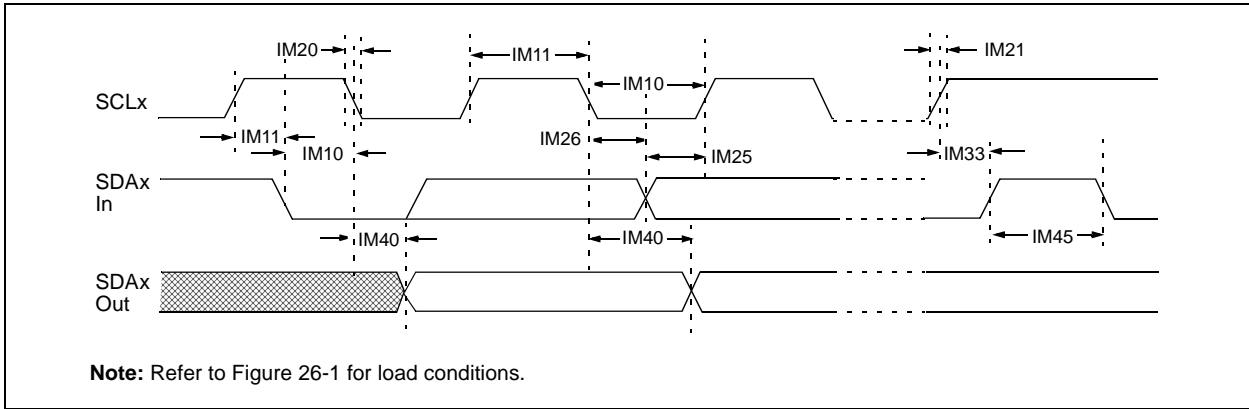 IM20
IM11
IM21
IM10
SCLx
IM11
IM26
IM10
IM25
IM33
SDAx
In
IM40
IM40
IM45
SDAx
Out
Note: Refer to Figure 26-1 for load conditions.